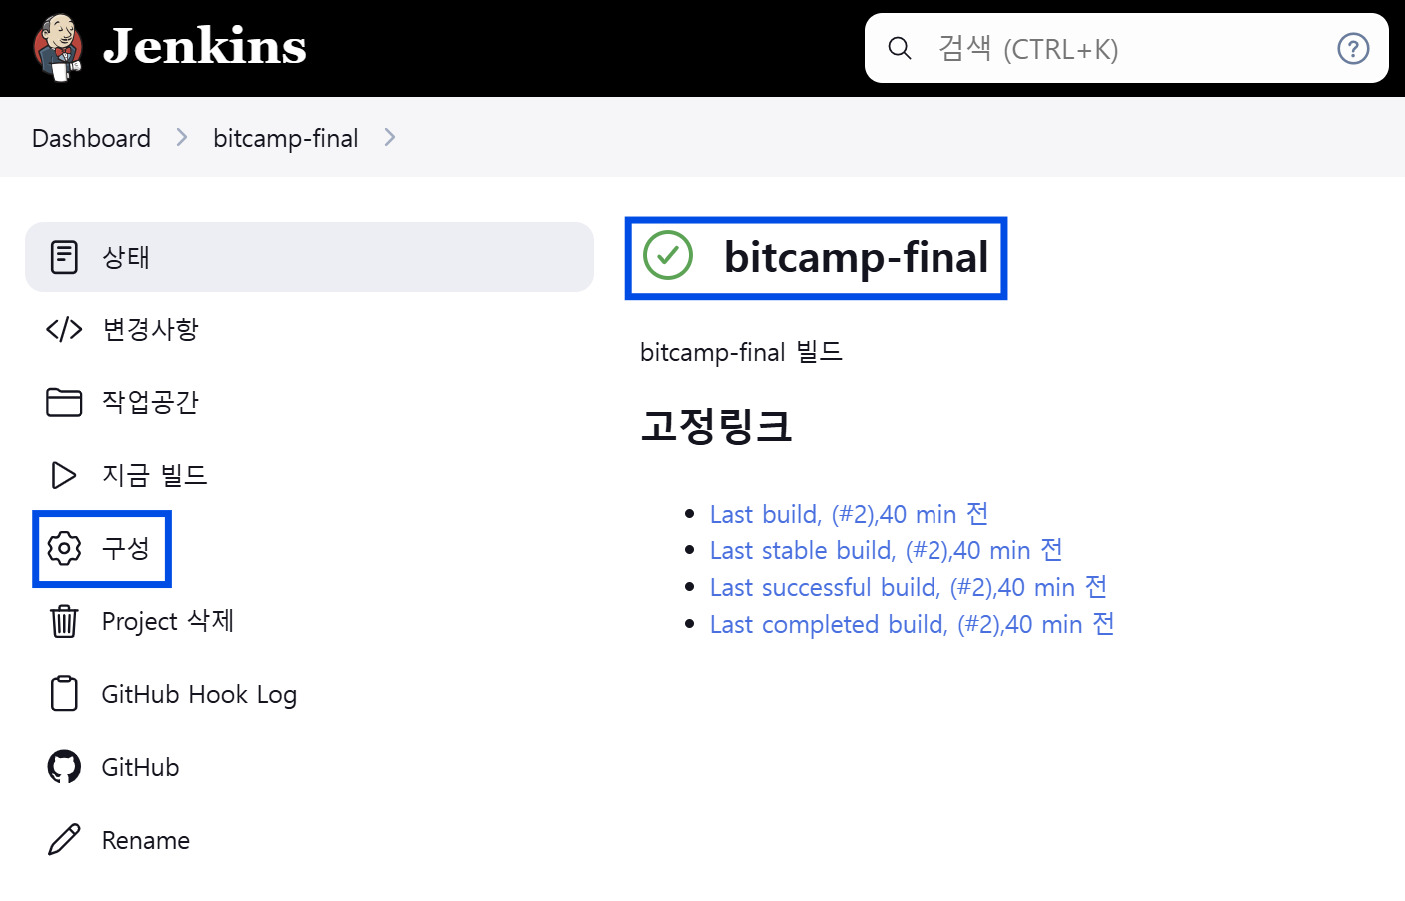 Jenkins
검색 (CTRL+K)
Dashboard
bitcamp-final
상태
변경사항
작업공간
지금 빌드
구성
Project 삭제
GitHub Hook Log
GitHub
Rename
bitcamp-final
bitcamp-final 빌드
고정링크
Last build, (#2),40 min 전
Last stable build, (#2),40 min 전
Last successful build, (#2),40 min 전
Last completed build, (#2),40 min 전